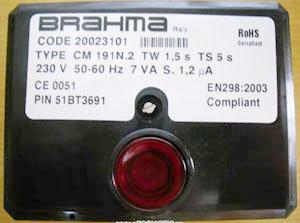 BRAHMA Italy
RoHS
Compliant
CODE 20023101
TYPE CM 191N.2 TW 1,5 s TS 5 s
230 V 50-60 Hz 7 VA S. 1,2 µA
CE 0051 EN298:2003
PIN 51BT3691 Compliant